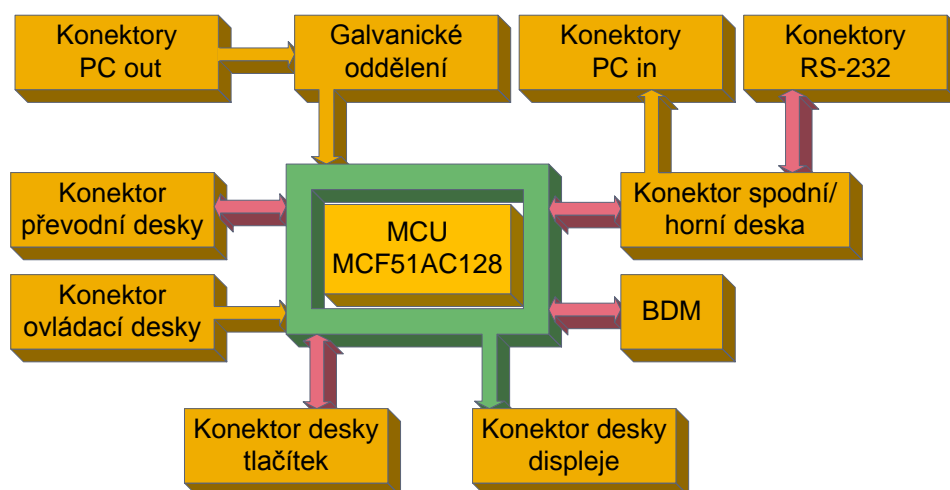 Konektory
PC out
Galvanické
oddělení
Konektory
PC in
Konektory
RS-232
Konektor
převodní desky
MCU
MCF51AC128
Konektor spodní/
horní deska
Konektor
ovládací desky
BDM
Konektor desky
tlačítek
Konektor desky
displeje